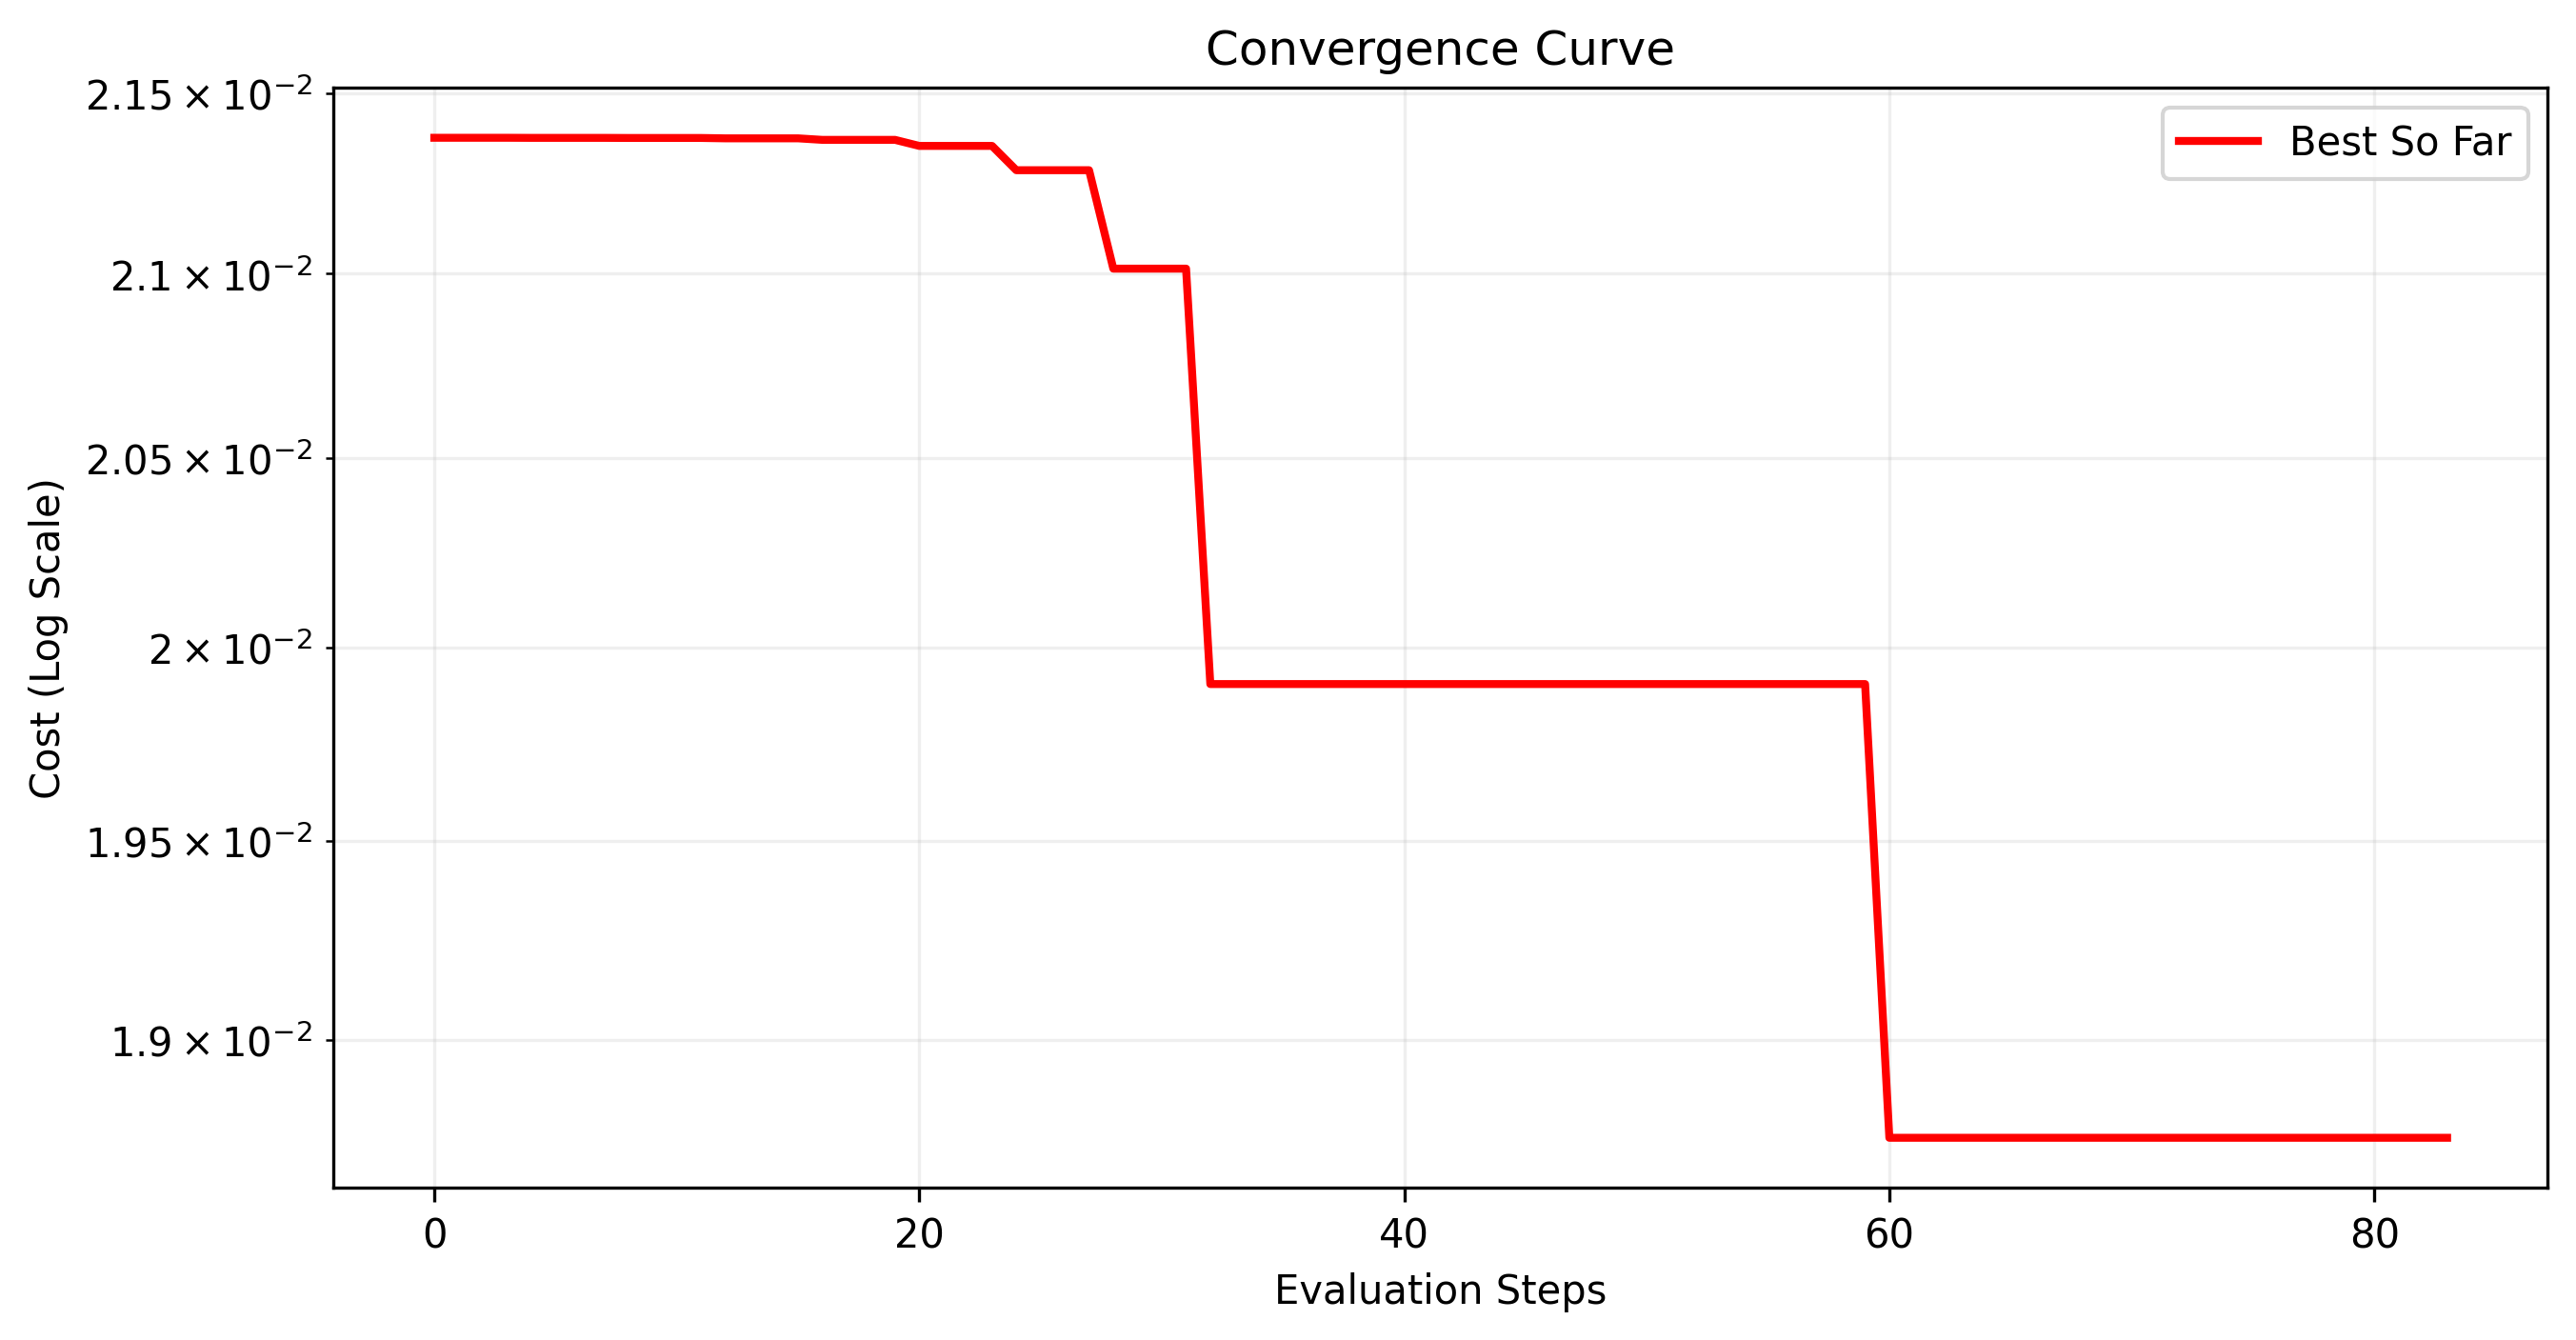 Convergence Curve
Best So Far
Cost (Log Scale)
2.15 × 10⁻²
2.1 × 10⁻²
2.05 × 10⁻²
2 × 10⁻²
1.95 × 10⁻²
1.9 × 10⁻²
0 20 40 60 80
Evaluation Steps